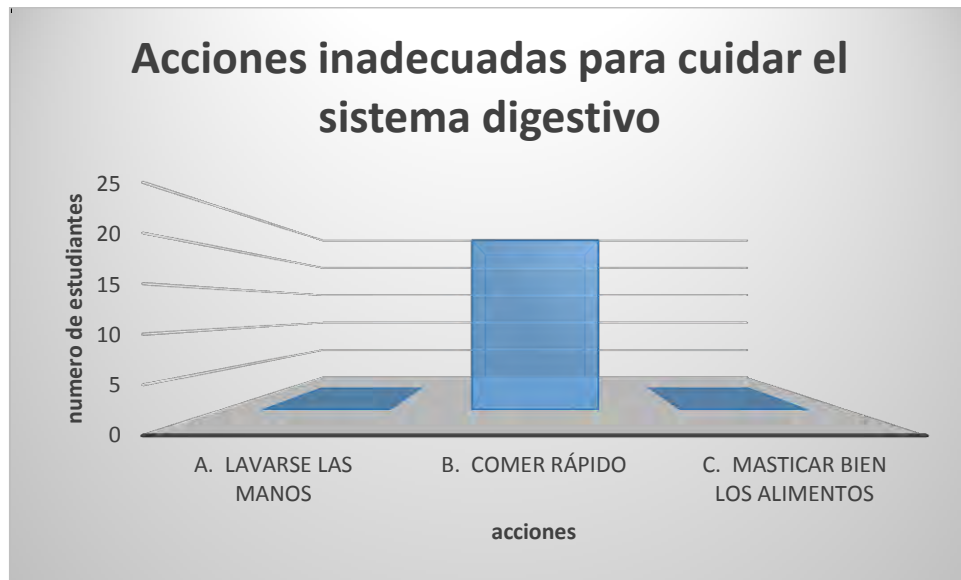 Acciones inadecuadas para cuidar el
sistema digestivo
numero de estudiantes
25
20
15
10
5
0
A. LAVARSE LAS
MANOS
B. COMER RÁPIDO
C. MASTICAR BIEN
LOS ALIMENTOS
acciones